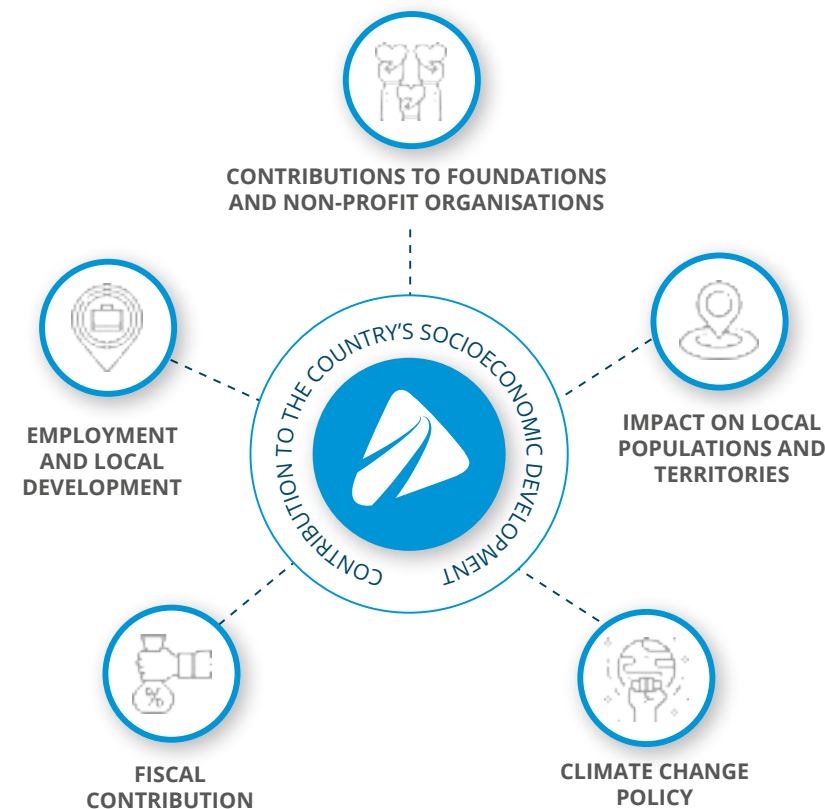 CONTRIBUTIONS TO FOUNDATIONS
AND NON-PROFIT ORGANISATIONS
CONTRIBUTION TO THE COUNTRY'S SOCIOECONOMIC DEVELOPMENT
EMPLOYMENT
AND LOCAL
DEVELOPMENT
IMPACT ON LOCAL
POPULATIONS AND
TERRITORIES
%
FISCAL
CONTRIBUTION
CLIMATE CHANGE
POLICY